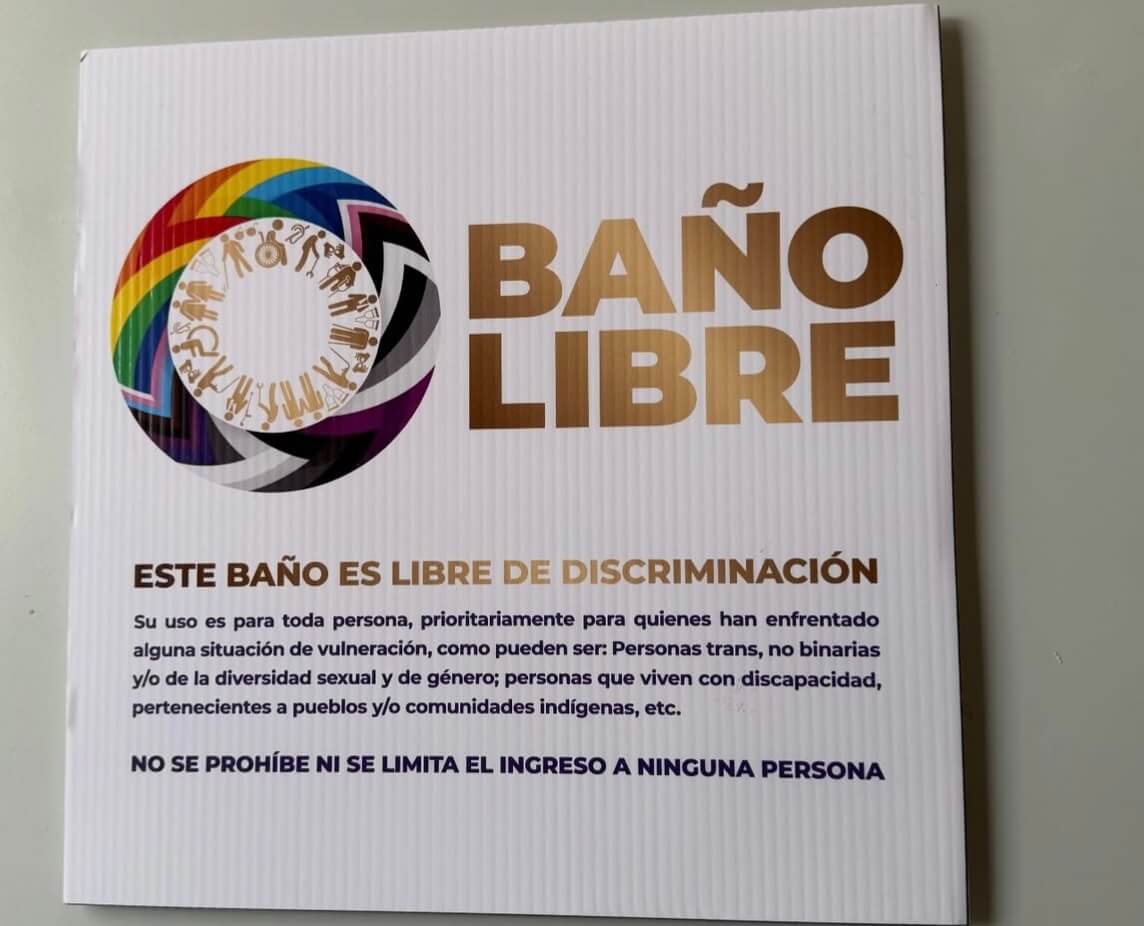 BAÑO
LIBRE
ESTE BAÑO ES LIBRE DE DISCRIMINACIÓN
Su uso es para toda persona, prioritariamente para quienes han enfrentado
alguna situación de vulneración, como pueden ser: Personas trans, no binarias
y/o de la diversidad sexual y de género; personas que viven con discapacidad,
pertenecientes a pueblos y/o comunidades indígenas, etc.
NO SE PROHÍBE NI SE LIMITA EL INGRESO A NINGUNA PERSONA